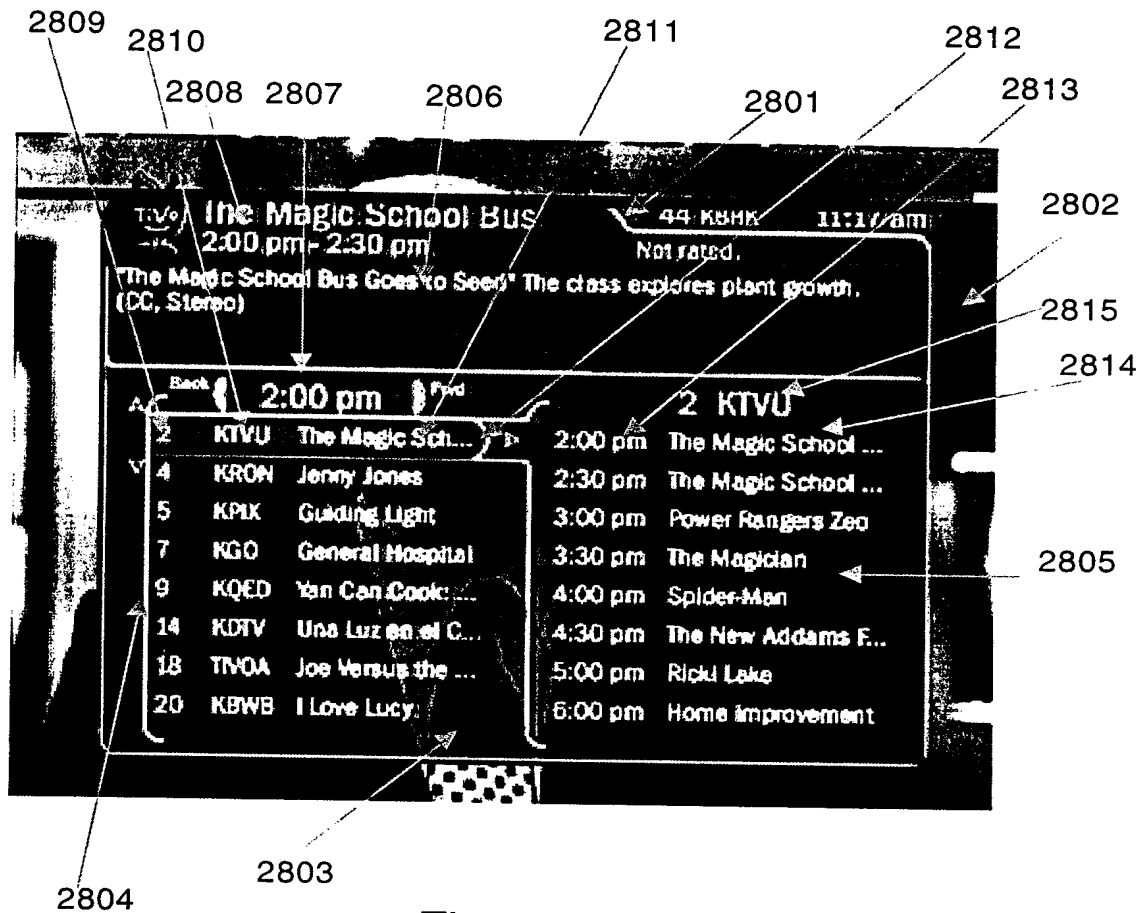 2809
2810
2811
2812
2808
2807
2806
2801
2813
TiVo
The Magic School Bus
44 KBHK
11:17 am
2802
2:00 pm - 2:30 pm
Not rated.
"The Magic School Bus Goes to Seed" The class explores plant growth.
(CC, Stereo)
2815
2814
Back
2:00 pm
Fwd
2 KTVU
2 KTVU The Magic Sch...
2:00 pm The Magic School ...
4 KRON Jenny Jones
2:30 pm The Magic School ...
5 KPIX Guiding Light
3:00 pm Power Rangers Zeo
7 KGO General Hospital
3:30 pm The Magician
2805
9 KQED Yan Can Cook: ...
4:00 pm Spider-Man
14 KDTV Una Luz en el C...
4:30 pm The New Addams F...
18 TIVOA Joe Versus the ...
5:00 pm Ricki Lake
20 KBWB I Love Lucy
6:00 pm Home Improvement
2803
2804